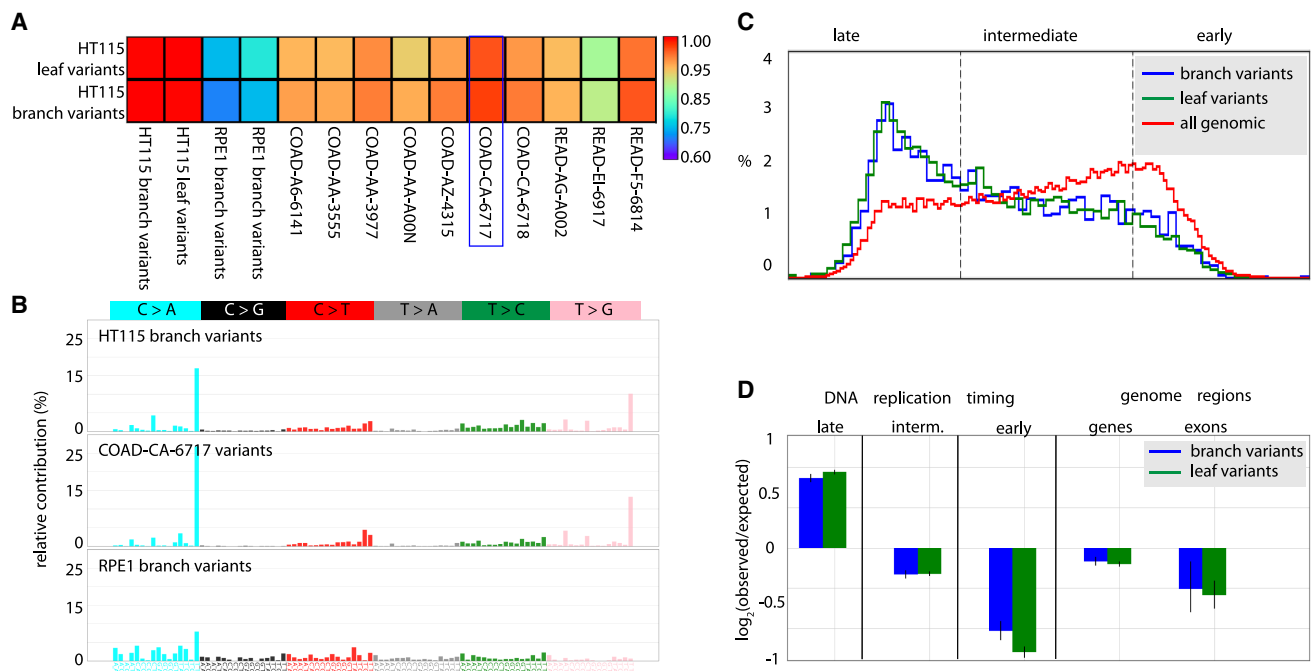 A
HT115
leaf variants
HT115
branch variants
1.00
0.95
0.85
0.75
0.60
HT115 branch variants
HT115 leaf variants
RPE1 branch variants
RPE1 branch variants
COAD-A6-6141
COAD-AA-3555
COAD-AA-3977
COAD-AA-A00N
COAD-AZ-4315
COAD-CA-6717
COAD-CA-6718
READ-AG-A002
READ-EI-6917
READ-F5-6814
B
C > A
C > G
C > T
T > A
T > C
T > G
relative contribution (%)
HT115 branch variants
25
15
0
COAD-CA-6717 variants
25
15
0
RPE1 branch variants
25
15
0
C
late
intermediate
early
branch variants
leaf variants
all genomic
%
4
3
2
1
0
D
DNA replication timing
genome regions
late
interm.
early
genes
exons
branch variants
leaf variants
log2(observed/expected)
1
0.5
0
-0.5
-1